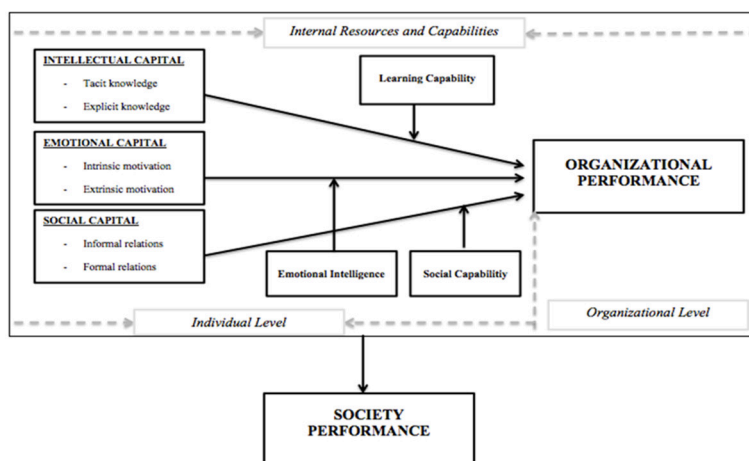 Internal Resources and Capabilities
INTELLECTUAL CAPITAL
- Tacit knowledge
- Explicit knowledge
Learning Capability
EMOTIONAL CAPITAL
- Intrinsic motivation
- Extrinsic motivation
ORGANIZATIONAL
PERFORMANCE
SOCIAL CAPITAL
- Informal relations
- Formal relations
Emotional Intelligence
Social Capabilitiy
Individual Level
Organizational Level
SOCIETY
PERFORMANCE